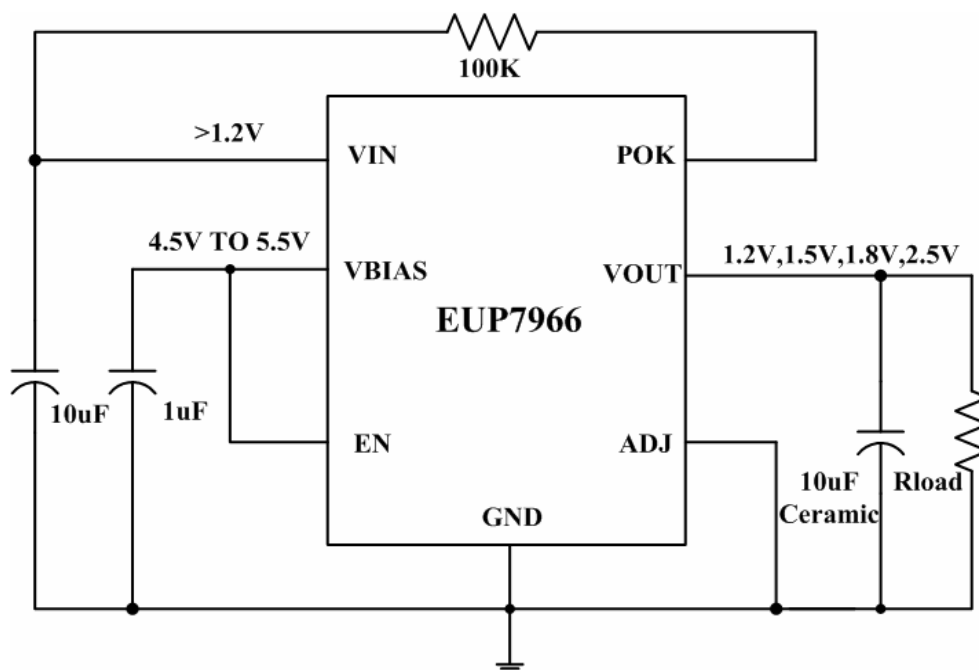 100K
>1.2V
VIN
POK
4.5V TO 5.5V
VBIAS
VOUT
1.2V,1.5V,1.8V,2.5V
EUP7966
10uF
1uF
EN
ADJ
10uF
Ceramic
Rload
GND